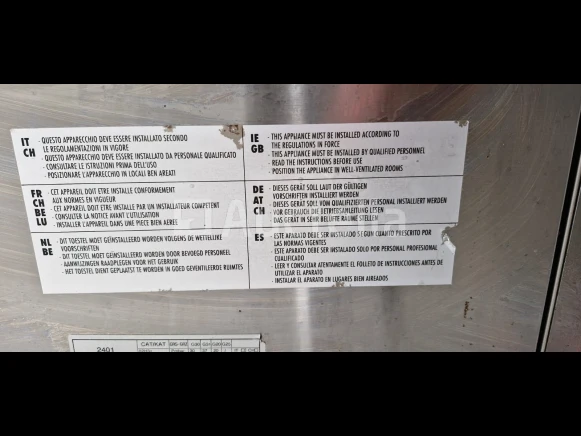 IT
CH
- QUESTO APPARECCHIO DEVE ESSERE INSTALLATO SECONDO
LE REGOLAMENTAZIONI IN VIGORE
- QUESTO APPARECCHIO DEVE ESSERE INSTALLATO DA PERSONALE QUALIFICATO
- CONSULTARE LE ISTRUZIONI PRIMA DELL'USO
- POSIZIONARE L'APPARECCHIO IN LOCALI BEN AREATI
IE
GB
- THIS APPLIANCE MUST BE INSTALLED ACCORDING TO
THE REGULATIONS IN FORCE
- THIS APPLIANCE MUST BE INSTALLED BY QUALIFIED PERSONNEL
- READ THE INSTRUCTIONS BEFORE USE
- POSITION THE APPLIANCE IN WELL-VENTILATED ROOMS
FR
CH
BE
LU
- CET APPAREIL DOIT ETRE INSTALLE CONFORMEMENT
AUX NORMES EN VIGUEUR
- CET APPAREIL DOIT ETRE INSTALLE PAR UN INSTALLATEUR COMPETENT
- CONSULTER LA NOTICE AVANT L'UTILISATION
- INSTALLER L'APPAREIL DANS UNE PIECE BIEN AEREE
DE
AT
CH
- DIESES GERÄT SOLL LAUT DER GÜLTIGEN
VORSCHRIFTEN INSTALLIERT WERDEN
- DIESES GERÄT SOLL VOM QUALIFIZIERTEN PERSONAL INSTALLIERT WERDEN
- VOR GEBRAUCH DIE BETRIEBSANLEITUNG LESEN
- DAS GERÄT IN SEHR BELÜFTE RÄUME STELLEN
NL
BE
- DIT TOESTEL MOET GEÏNSTALLEERD WORDEN VOLGENS DE WETTELIJKE
VOORSCHRIFTEN
- DIT TOESTEL MOET GEÏNSTALLEERD WORDEN DOOR BEVOEGD PERSONEEL
- AANWIJZINGEN RAADPLEGEN VOOR HET GEBRUIK
- HET TOESTEL DIENT GEPLAATST TE WORDEN IN GOED GEVENTILEERDE RUIMTES
ES
- ESTE APARATO DEBE SER INSTALADO SEGUN CUANTO PRESCRITO POR
LAS NORMAS VIGENTES
- ESTE APARATO DEBE SER INSTALADO SOLO POR PERSONAL PROFESIONAL
CUALIFICADO
- LEER Y CONSULTAR ATENTAMENTE EL FOLLETO DE INSTRUCCIONES ANTES DE
UTILIZAR EL APARATO
- INSTALAR EL APARATO EN LUGARES BIEN AIREADOS
2401
CAT/KAT